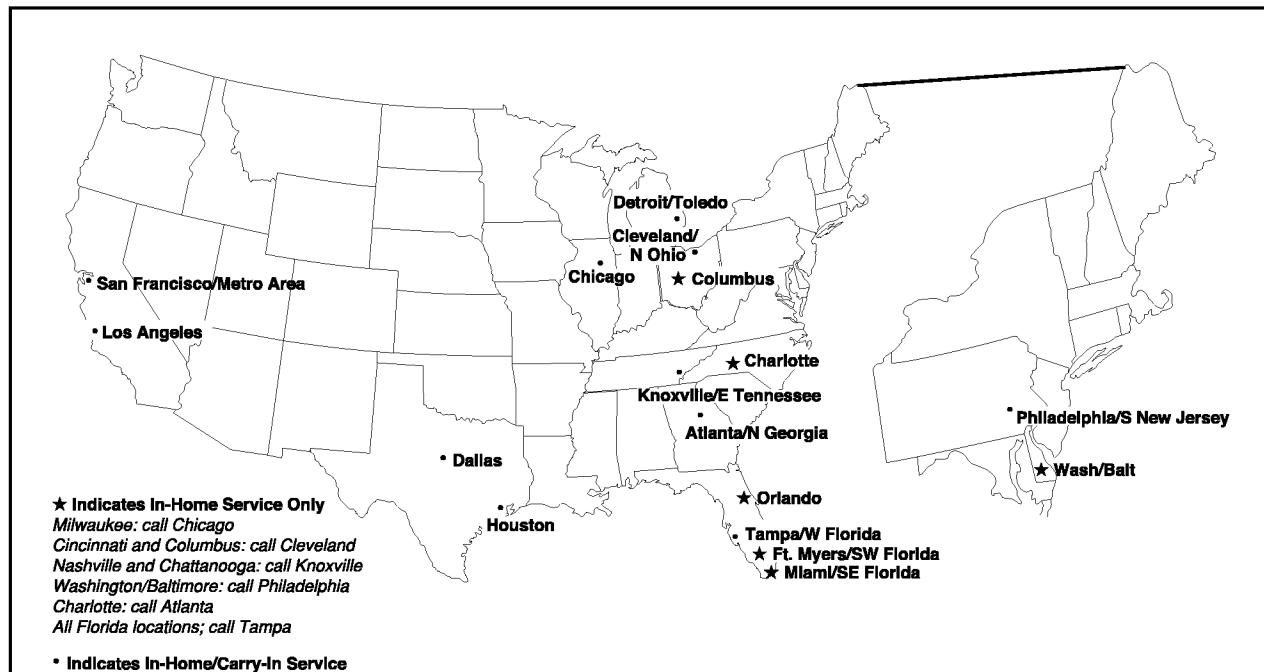 Detroit/Toledo
Cleveland/
N Ohio
Chicago
★ Columbus
San Francisco/Metro Area
Los Angeles
★ Charlotte
Knoxville/E Tennessee
Atlanta/N Georgia
Philadelphia/S New Jersey
Dallas
★ Wash/Balt
Houston
★ Orlando
Tampa/W Florida
★ Ft. Myers/SW Florida
★ Miami/SE Florida
★ Indicates In-Home Service Only
Milwaukee: call Chicago
Cincinnati and Columbus: call Cleveland
Nashville and Chattanooga: call Knoxville
Washington/Baltimore: call Philadelphia
Charlotte: call Atlanta
All Florida locations; call Tampa
• Indicates In-Home/Carry-In Service